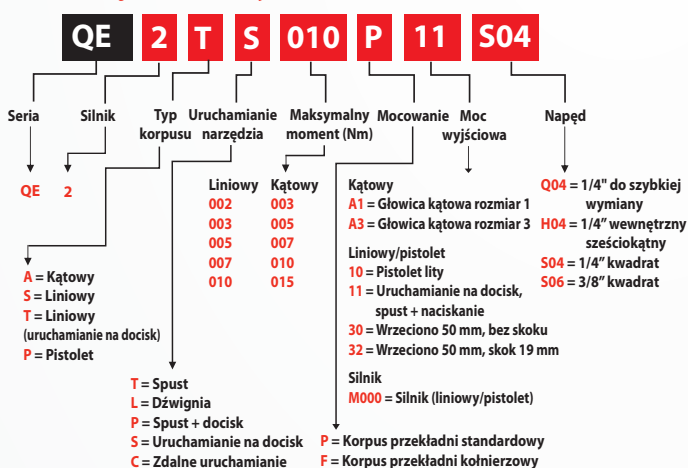 QE 2 T S 010 P 11 S04
Seria
Silnik
Typ
korpusu
Uruchamianie
narzędzia
Maksymalny
moment (Nm)
Mocowanie
Moc
wyjściowa
Napęd
QE
2
A = Kątowy
S = Liniowy
T = Liniowy
(uruchamianie na docisk)
P = Pistolet
T = Spust
L = Dźwignia
P = Spust + docisk
S = Uruchamianie na docisk
C = Zdalne uruchamianie
Liniowy
002
003
005
007
010
Kątowy
003
005
007
010
015
P = Korpus przekładni standardowy
F = Korpus przekładni kołnierzowy
Kątowy
A1 = Głowica kątowa rozmiar 1
A3 = Głowica kątowa rozmiar 3
Liniowy/pistolet
10 = Pistolet lity
11 = Uruchamianie na docisk,
spust + naciskanie
30 = Wrzeciono 50 mm, bez skoku
32 = Wrzeciono 50 mm, skok 19 mm
Silnik
M000 = Silnik (liniowy/pistolet)
Q04 = 1/4" do szybkiej
wymiany
H04 = 1/4” wewnętrzny
sześciokątny
S04 = 1/4” kwadrat
S06 = 3/8” kwadrat